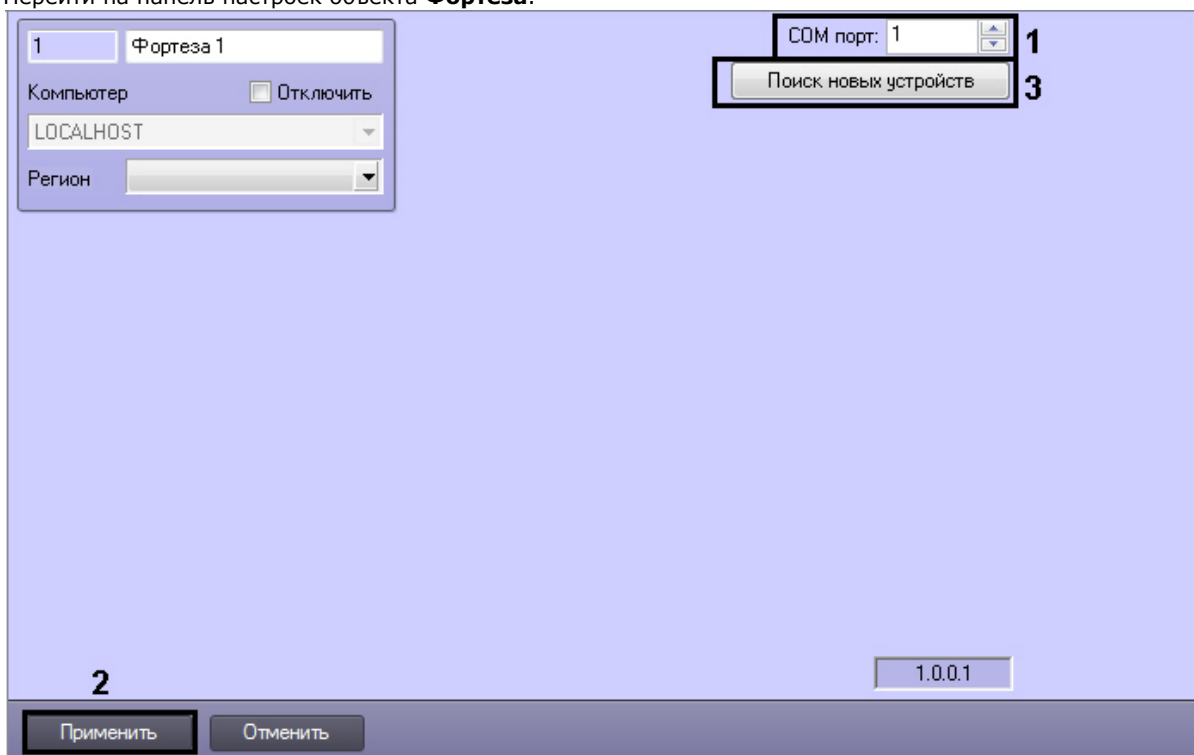 Перейти на панель настроек объекта Фортеза.
1 Фортеза 1
COM порт: 1
1
Поиск новых устройств
3
Компьютер
Отключить
LOCALHOST
Регион
1.0.0.1
2
Применить
Отменить